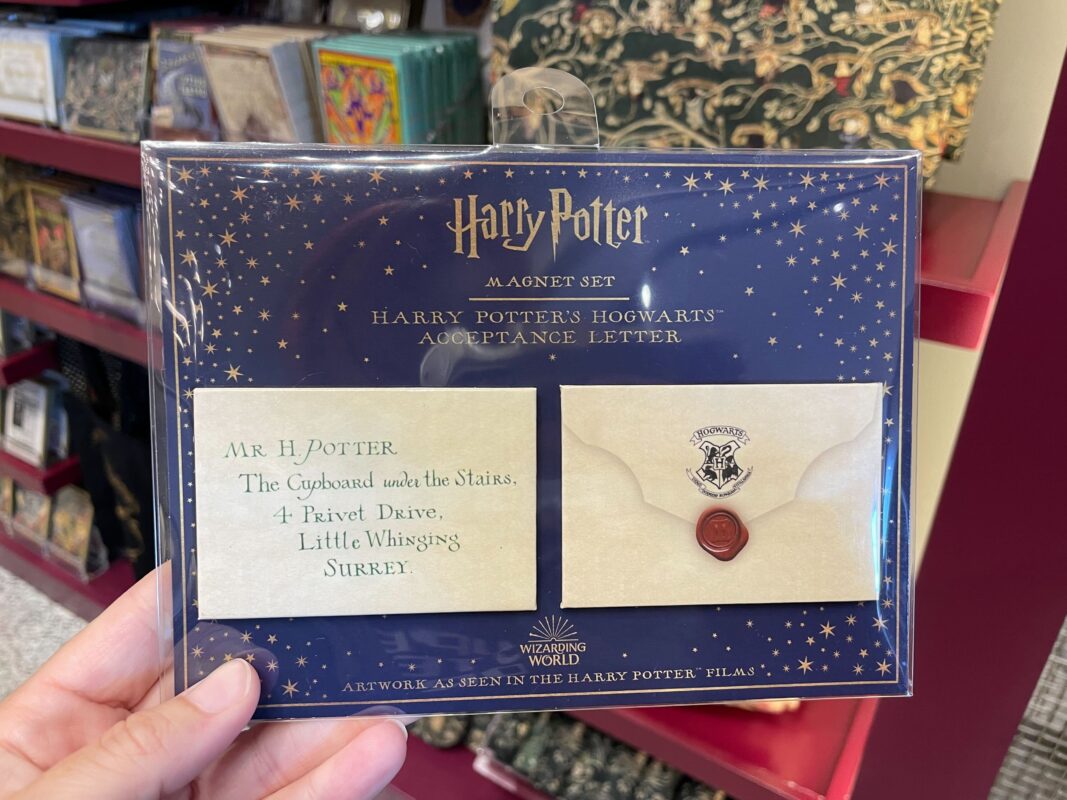 Harry Potter
MAGNET SET
HARRY POTTER'S HOGWARTS™
ACCEPTANCE LETTER
MR H. POTTER
The Cupboard under the Stairs,
4 Privet Drive,
Little Whinging
SURREY.
HOGWARTS
H
WIZARDING
WORLD
ARTWORK AS SEEN IN THE HARRY POTTER™ FILMS